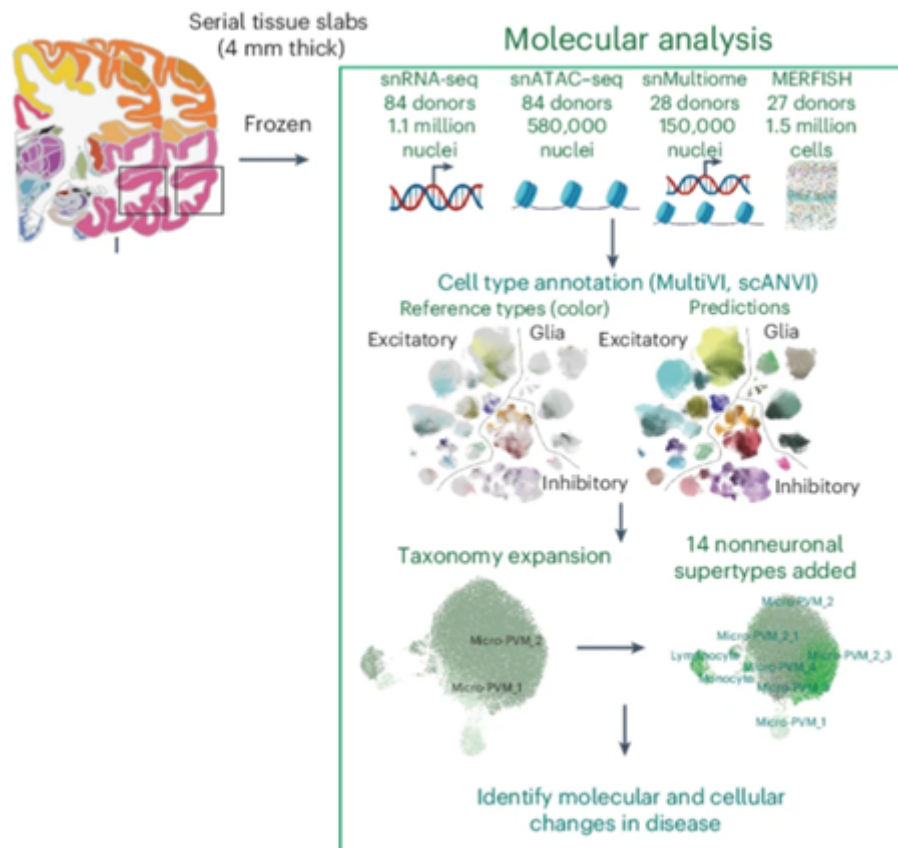 Serial tissue slabs
(4 mm thick)
Frozen
Molecular analysis
snRNA-seq
84 donors
1.1 million
nuclei
snATAC–seq
84 donors
580,000
nuclei
snMultiome
28 donors
150,000
nuclei
MERFISH
27 donors
1.5 million
cells
Cell type annotation (MultiVI, scANVI)
Reference types (color)
Excitatory
Glia
Inhibitory
Predictions
Excitatory
Glia
Inhibitory
Taxonomy expansion
Micro-PVM_2
Micro-PVM_1
14 nonneuronal
supertypes added
Micro-PVM_2
Micro-PVM_2_1
Lymphocyte
Micro-PVM_2_3
Monocyte
Micro-PVM_1
Identify molecular and cellular
changes in disease